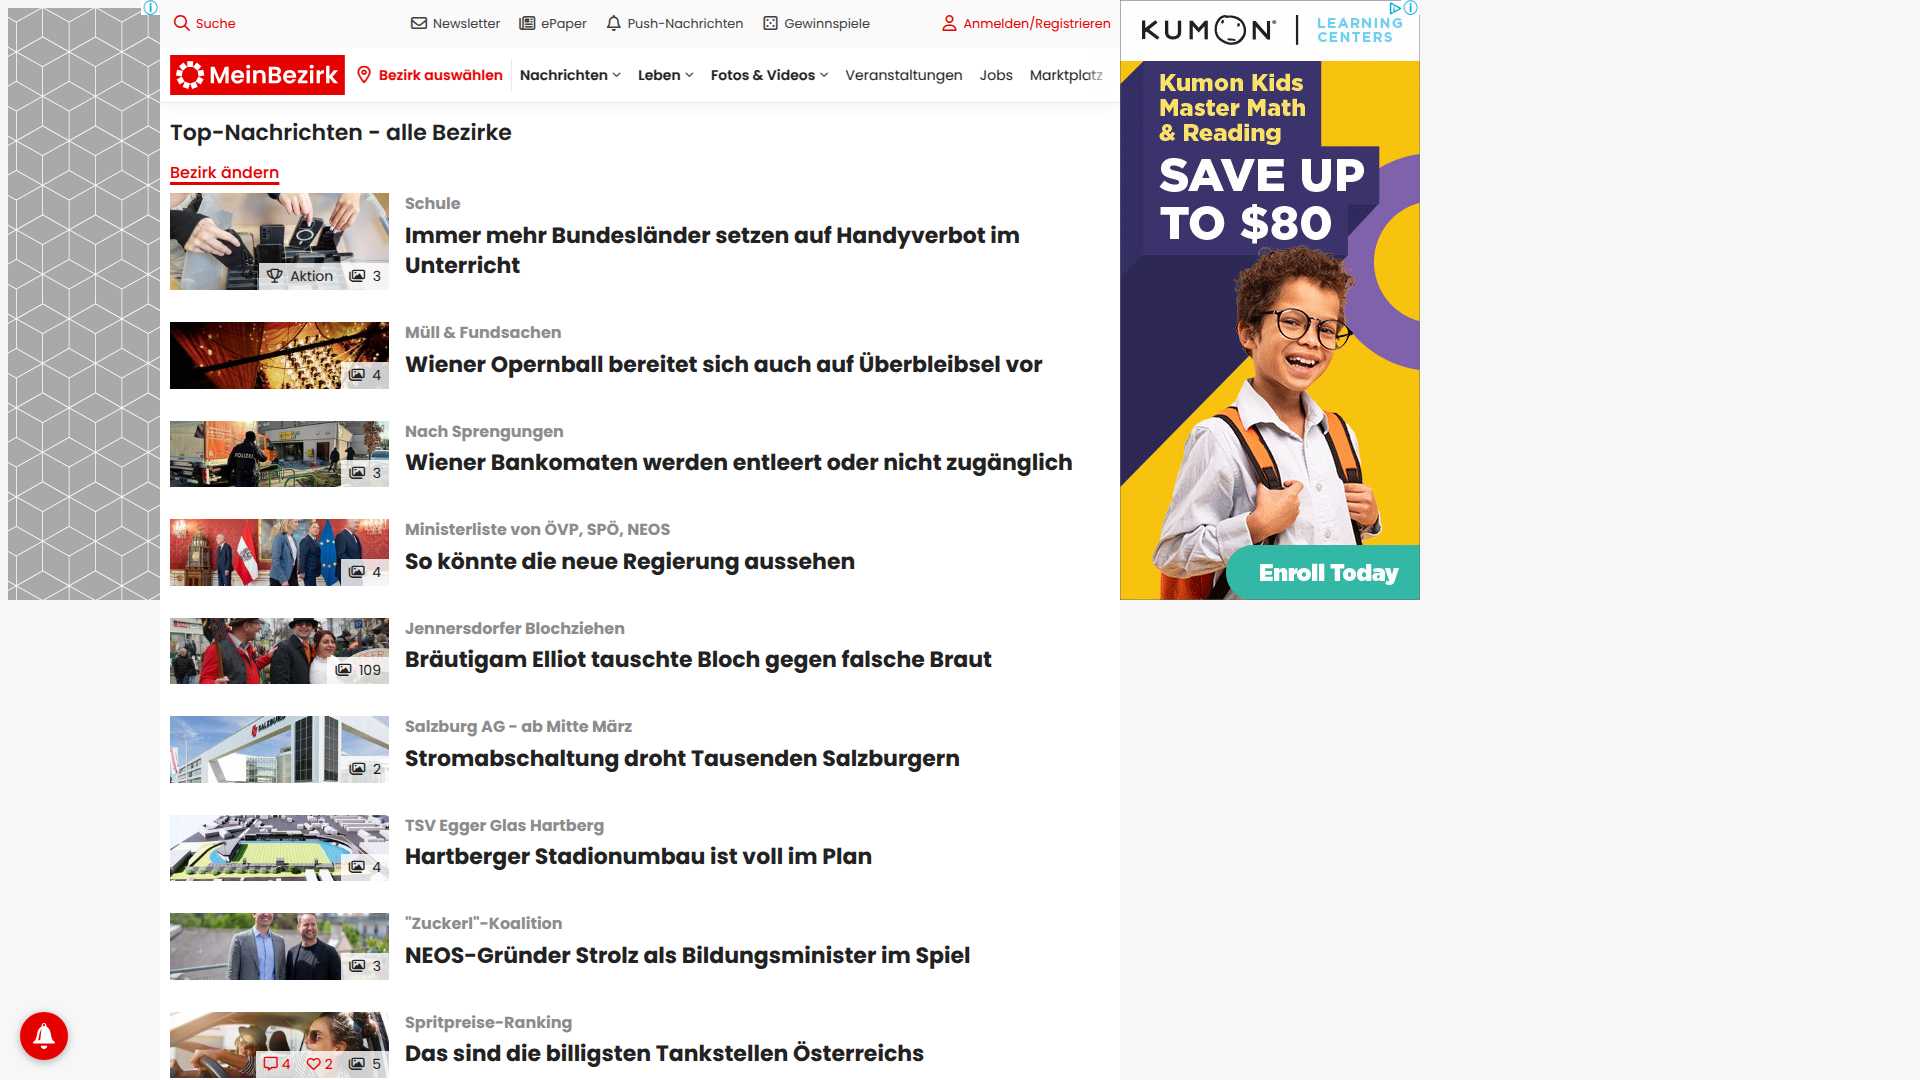 Suche
Newsletter
ePaper
Push-Nachrichten
Gewinnspiele
Anmelden/Registrieren
MeinBezirk
Bezirk auswählen
Nachrichten
Leben
Fotos & Videos
Veranstaltungen
Jobs
Marktplatz
Top-Nachrichten - alle Bezirke
Bezirk ändern
Aktion
3
Schule
Immer mehr Bundesländer setzen auf Handyverbot im
Unterricht
4
Müll & Fundsachen
Wiener Opernball bereitet sich auch auf Überbleibsel vor
POLIZEI
3
Nach Sprengungen
Wiener Bankomaten werden entleert oder nicht zugänglich
4
Ministerliste von ÖVP, SPÖ, NEOS
So könnte die neue Regierung aussehen
109
Jennersdorfer Blochziehen
Bräutigam Elliot tauschte Bloch gegen falsche Braut
2
Salzburg AG - ab Mitte März
Stromabschaltung droht Tausenden Salzburgern
4
TSV Egger Glas Hartberg
Hartberger Stadionumbau ist voll im Plan
3
"Zuckerl"-Koalition
NEOS-Gründer Strolz als Bildungsminister im Spiel
4
2
5
Spritpreise-Ranking
Das sind die billigsten Tankstellen Österreichs
KUMON
LEARNING
CENTERS
Kumon Kids
Master Math
& Reading
SAVE UP
TO $80
Enroll Today